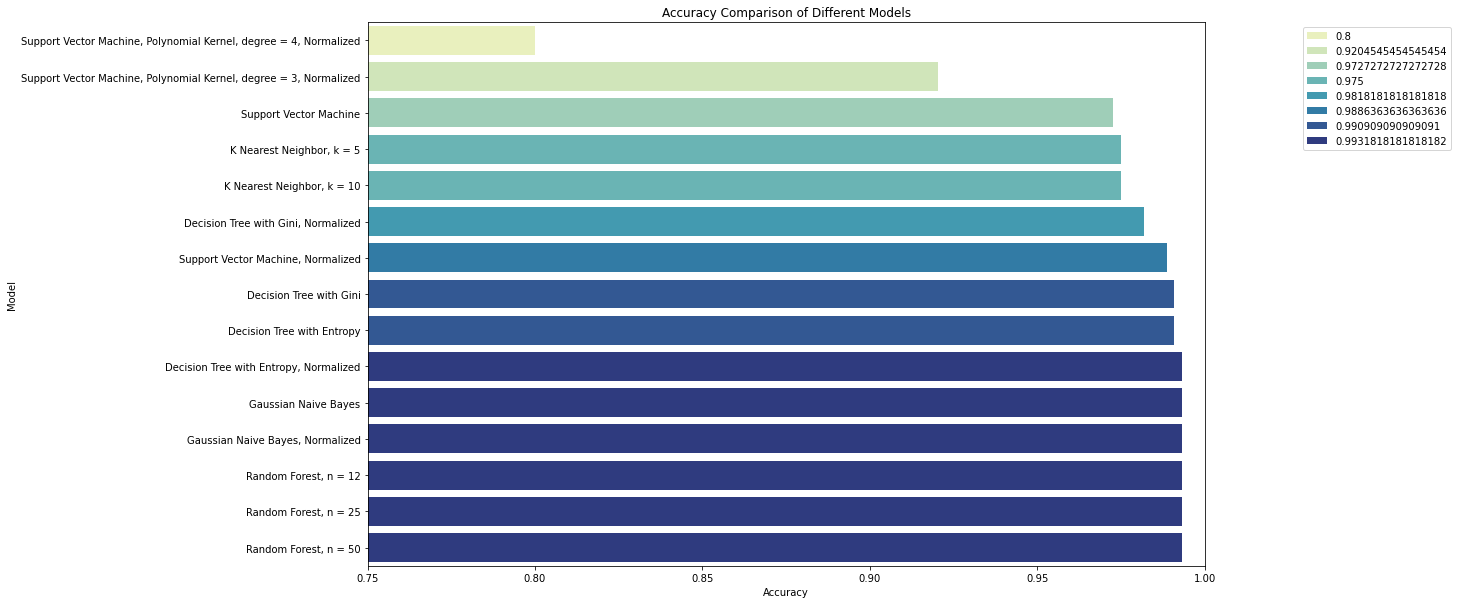 Accuracy Comparison of Different Models
Support Vector Machine, Polynomial Kernel, degree = 4, Normalized
Support Vector Machine, Polynomial Kernel, degree = 3, Normalized
Support Vector Machine
K Nearest Neighbor, k = 5
K Nearest Neighbor, k = 10
Decision Tree with Gini, Normalized
Support Vector Machine, Normalized
Decision Tree with Gini
Decision Tree with Entropy
Decision Tree with Entropy, Normalized
Gaussian Naive Bayes
Gaussian Naive Bayes, Normalized
Random Forest, n = 12
Random Forest, n = 25
Random Forest, n = 50
Model
0.75 0.80 0.85 0.90 0.95 1.00
Accuracy
0.8
0.9204545454545454
0.9727272727272728
0.975
0.9818181818181818
0.9886363636363636
0.990909090909091
0.9931818181818182